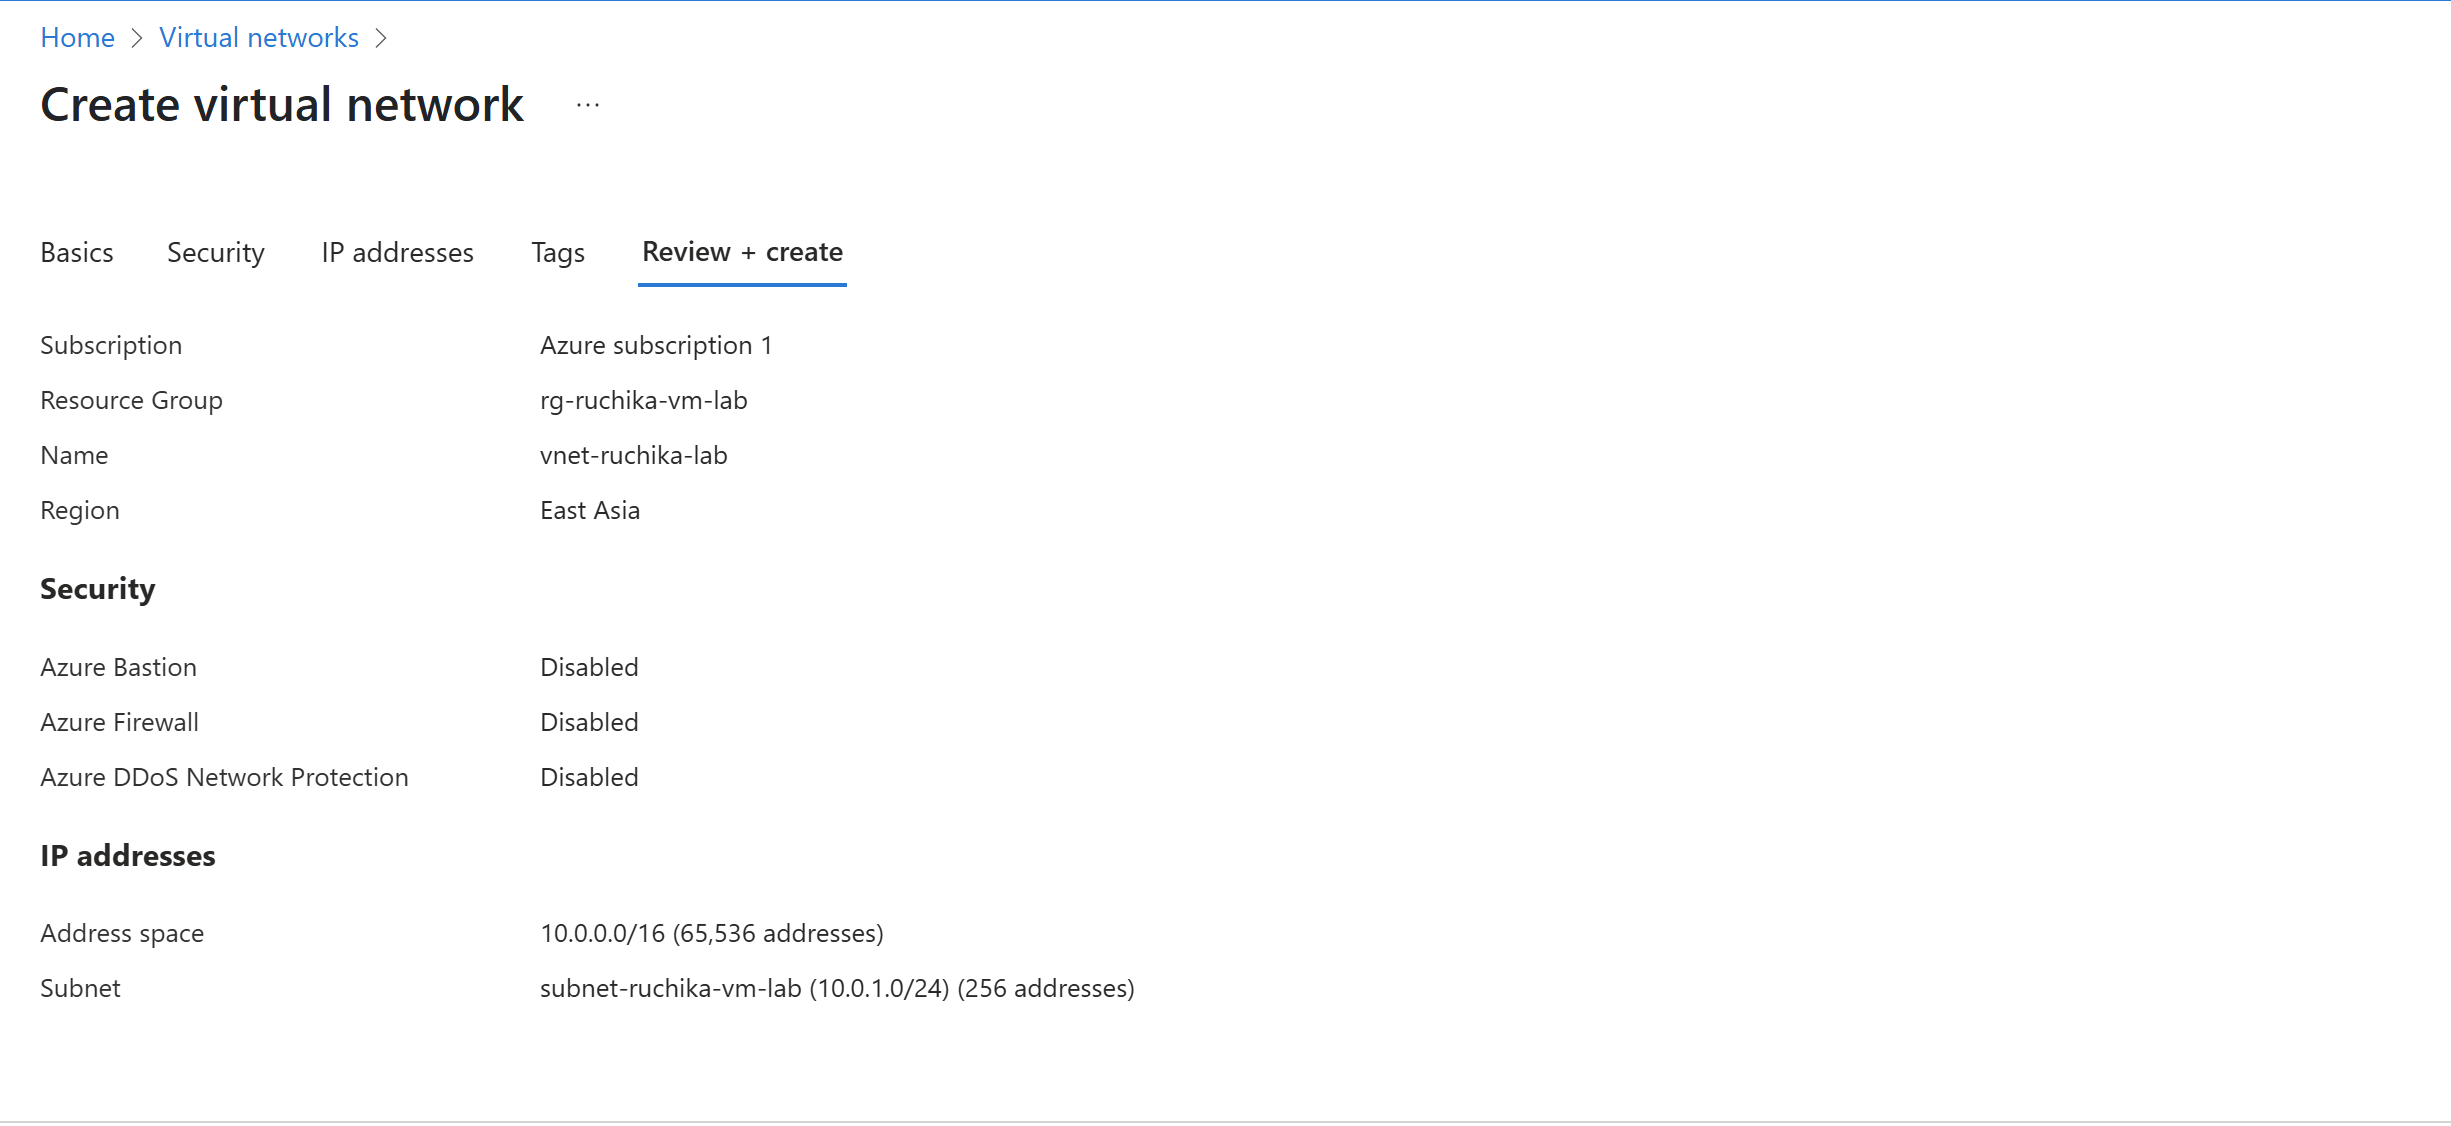 Home > Virtual networks >
Create virtual network ...
Basics Security IP addresses Tags Review + create
Subscription Azure subscription 1
Resource Group rg-ruchika-vm-lab
Name vnet-ruchika-lab
Region East Asia
Security
Azure Bastion Disabled
Azure Firewall Disabled
Azure DDoS Network Protection Disabled
IP addresses
Address space 10.0.0.0/16 (65,536 addresses)
Subnet subnet-ruchika-vm-lab (10.0.1.0/24) (256 addresses)